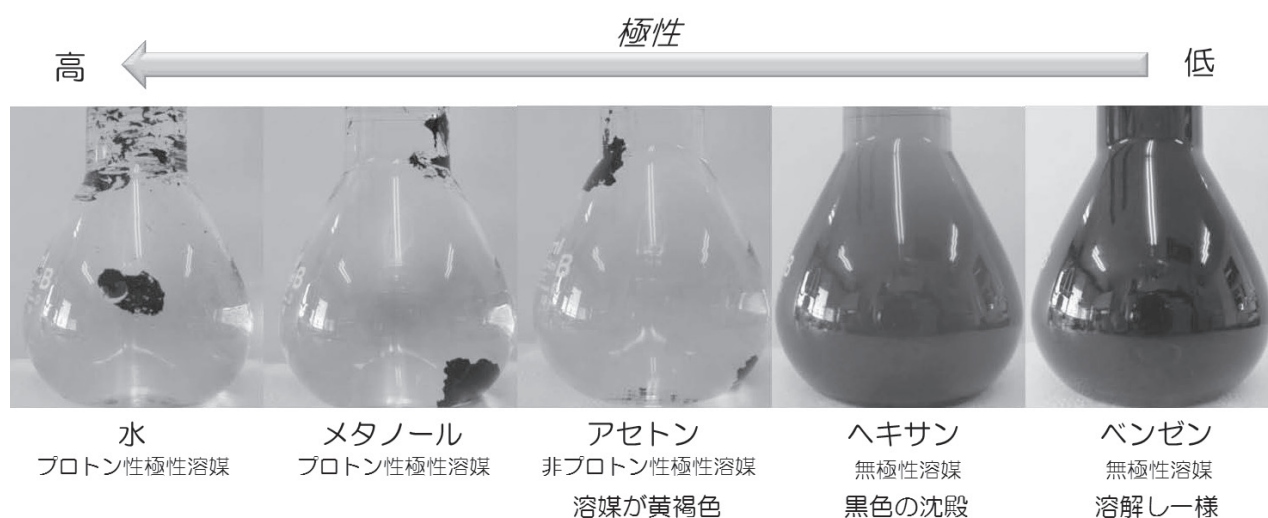 極性
高
低
水
プロトン性極性溶媒
メタノール
プロトン性極性溶媒
アセトン
非プロトン性極性溶媒
溶媒が黄褐色
ヘキサン
無極性溶媒
黒色の沈殿
ベンゼン
無極性溶媒
溶解し一様